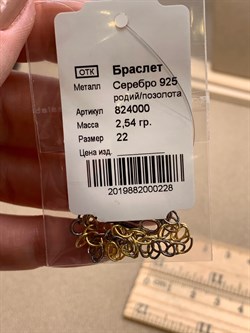 ОТК Браслет
Металл Серебро 925
родий/позолота
Артикул 824000
Масса 2,54 гр.
Размер 22
Цена изд.
2019882000228